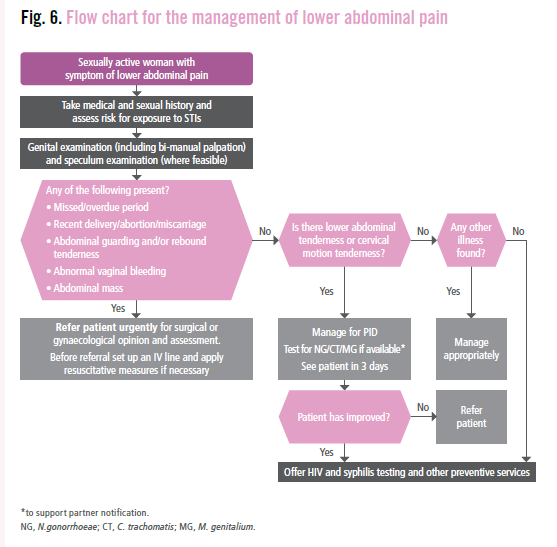 Fig. 6. Flow chart for the management of lower abdominal pain
Sexually active woman with
symptom of lower abdominal pain
Take medical and sexual history and
assess risk for exposure to STIs
Genital examination (including bi-manual palpation)
and speculum examination (where feasible)
Any of the following present?
• Missed/overdue period
• Recent delivery/abortion/miscarriage
• Abdominal guarding and/or rebound
tenderness
• Abnormal vaginal bleeding
• Abdominal mass
No
Is there lower abdominal
tenderness or cervical
motion tenderness?
No
Any other
illness
found?
No
Yes
Yes
Yes
Refer patient urgently for surgical or
gynaecological opinion and assessment.
Before referral set up an IV line and apply
resuscitative measures if necessary
Manage for PID
Test for NG/CT/MG if available*
See patient in 3 days
Manage
appropriately
Patient has improved?
No
Refer
patient
Yes
Offer HIV and syphilis testing and other preventive services
*to support partner notification.
NG, N.gonorrhoeae; CT, C. trachomatis; MG, M. genitalium.